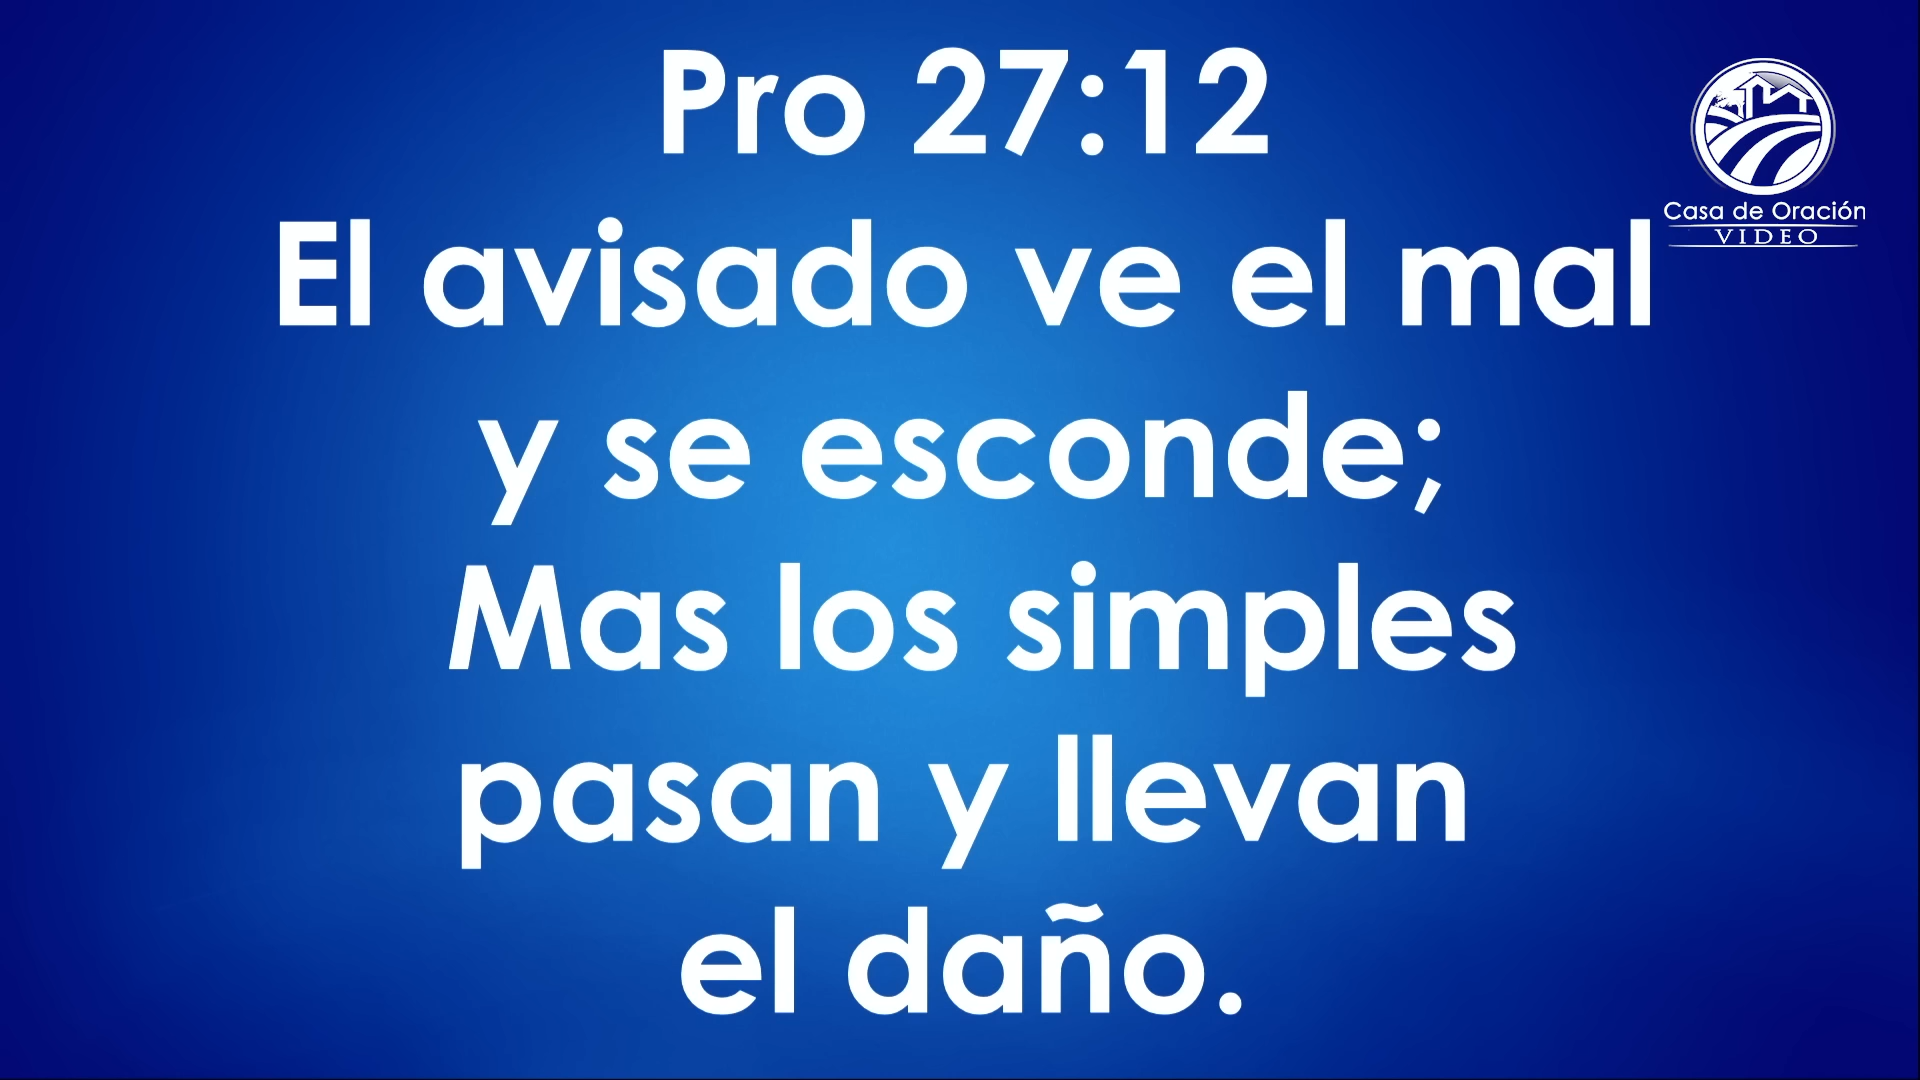 Pro 27:12
El avisado ve el mal
y se esconde;
Mas los simples
pasan y llevan
el daño.
Casa de Oración
VIDEO